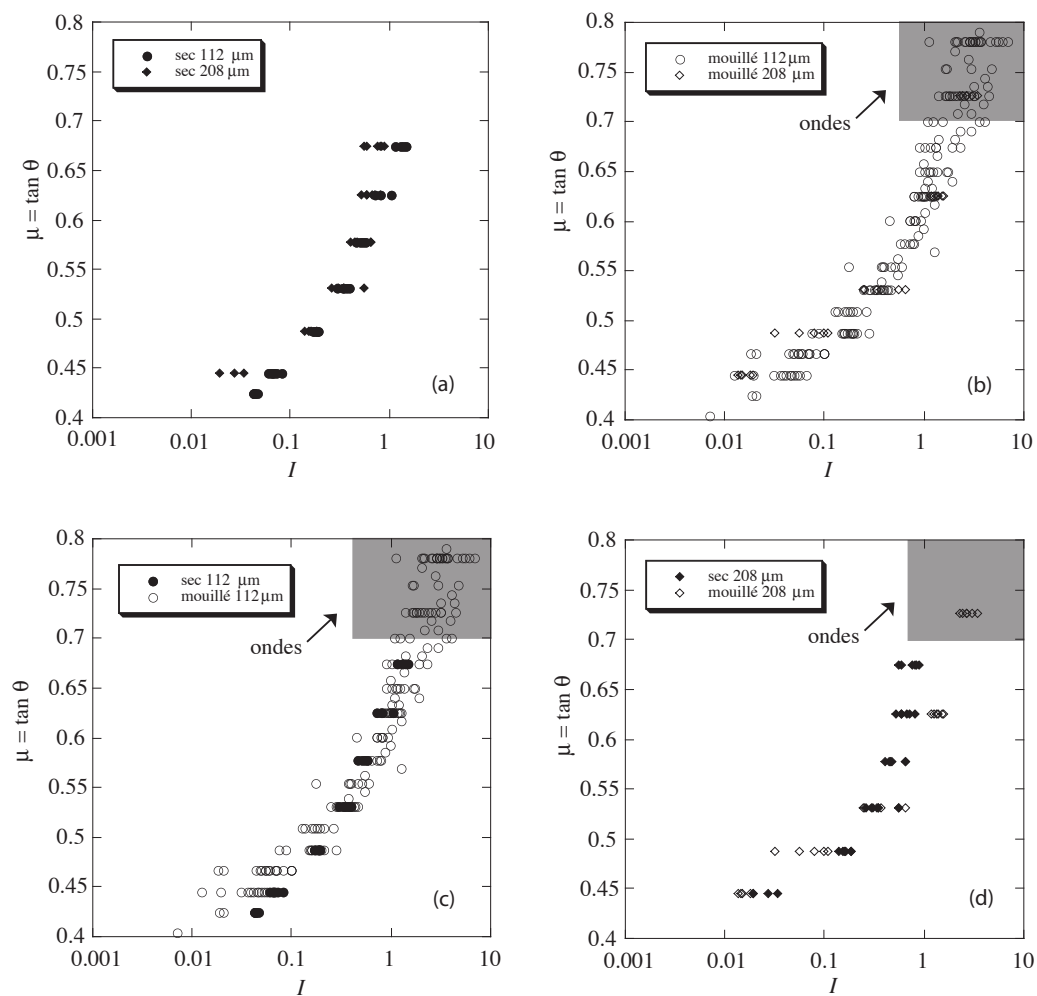 0.8
0.75
0.7
0.65
0.6
0.55
0.5
0.45
0.4
μ = tan θ
sec 112 μm
sec 208 μm
(a)
0.001 0.01 0.1 1 10
I
0.8
0.75
0.7
0.65
0.6
0.55
0.5
0.45
0.4
μ = tan θ
mouillé 112 μm
mouillé 208 μm
ondes
(b)
0.001 0.01 0.1 1 10
I
0.8
0.75
0.7
0.65
0.6
0.55
0.5
0.45
0.4
μ = tan θ
sec 112 μm
mouillé 112 μm
ondes
(c)
0.001 0.01 0.1 1 10
I
0.8
0.75
0.7
0.65
0.6
0.55
0.5
0.45
0.4
μ = tan θ
sec 208 μm
mouillé 208 μm
ondes
(d)
0.001 0.01 0.1 1 10
I